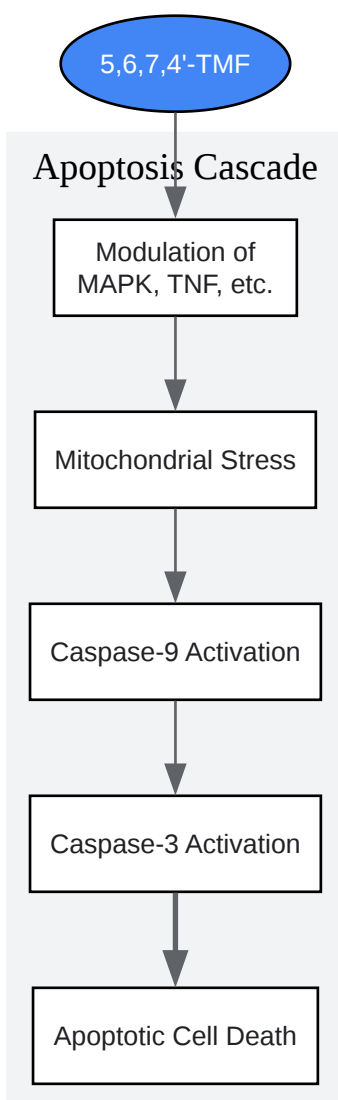 5,6,7,4'-TMF
Apoptosis Cascade
Modulation of
MAPK, TNF, etc.
Mitochondrial Stress
Caspase-9 Activation
Caspase-3 Activation
Apoptotic Cell Death